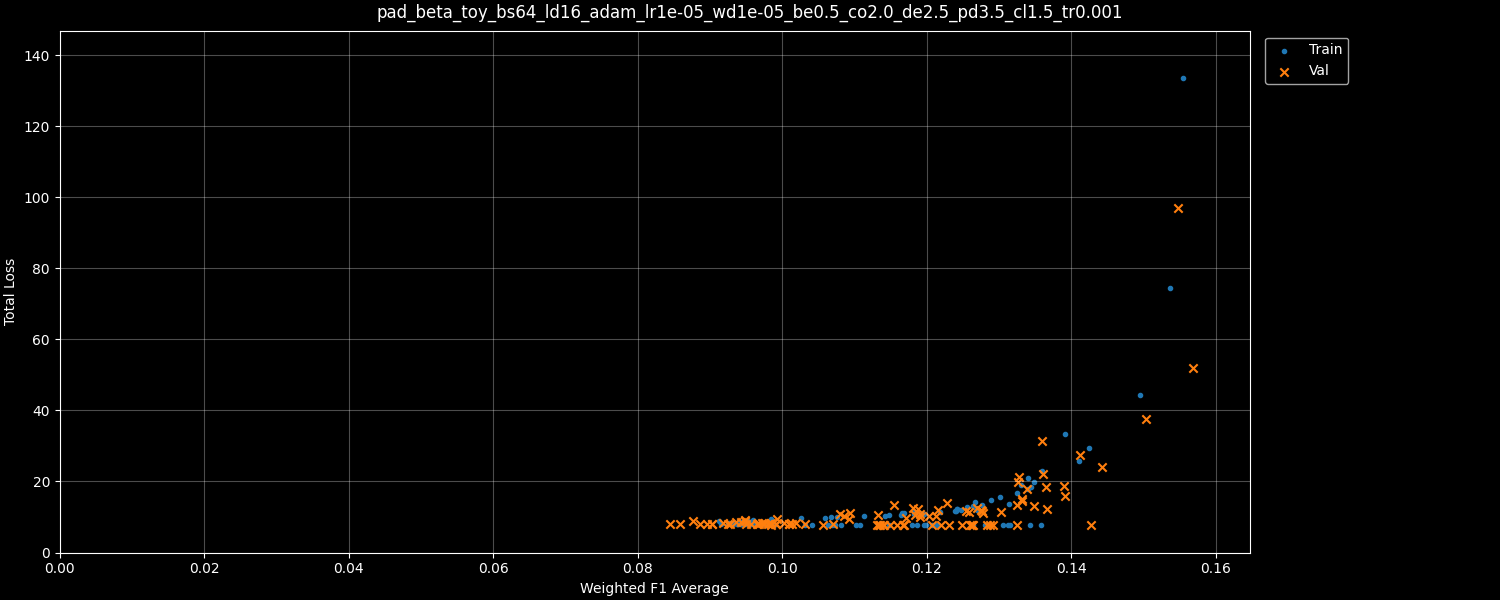 pad_beta_toy_bs64_ld16_adam_lr1e-05_wd1e-05_be0.5_co2.0_de2.5_pd3.5_cl1.5_tr0.001
Train
Val
Total Loss
140
120
100
80
60
40
20
0
0.00 0.02 0.04 0.06 0.08 0.10 0.12 0.14 0.16
Weighted F1 Average